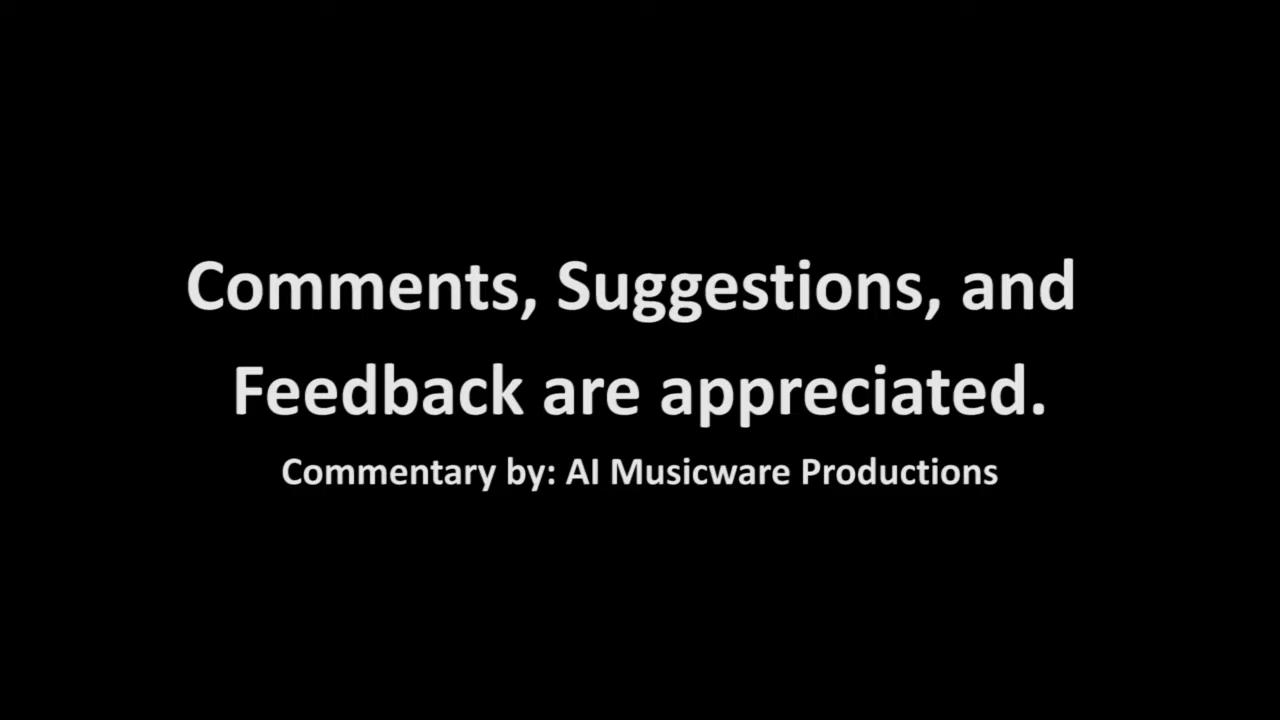 Comments, Suggestions, and
Feedback are appreciated.
Commentary by: AI Musicware Productions